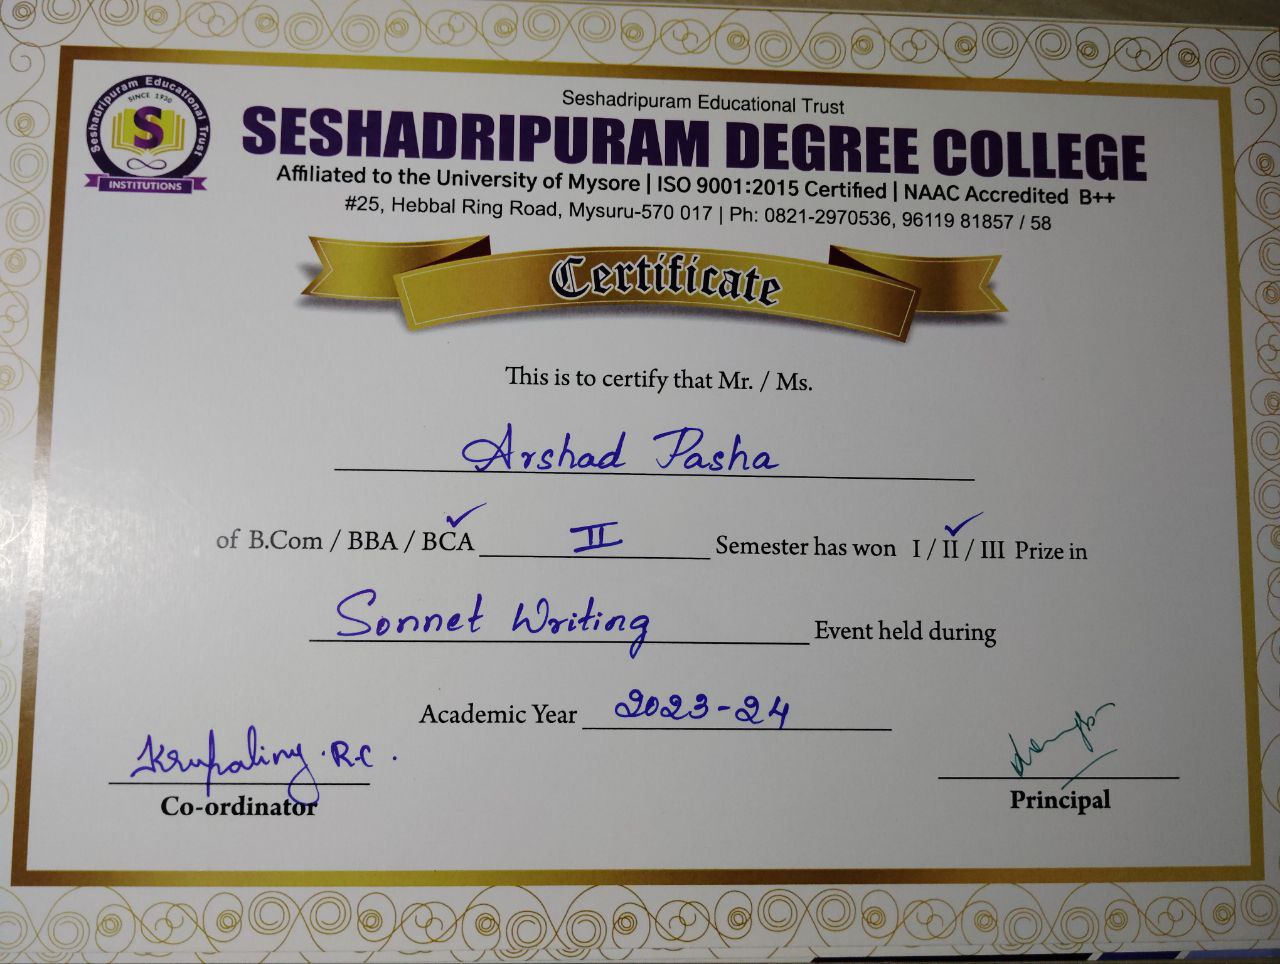 Seshadripuram Educational Trust
SINCE 1930
S
INSTITUTIONS
Seshadripuram Educational Trust
SESHADRIPURAM DEGREE COLLEGE
Affiliated to the University of Mysore | ISO 9001:2015 Certified | NAAC Accredited B++
#25, Hebbal Ring Road, Mysuru-570 017 | Ph: 0821-2970536, 96119 81857 / 58
Certificate
This is to certify that Mr. / Ms.
Arshad Pasha
of B.Com / BBA / BCA II Semester has won I / II / III Prize in
Sonnet Writing Event held during
Academic Year 2023-24
R.C.
Co-ordinator
Principal